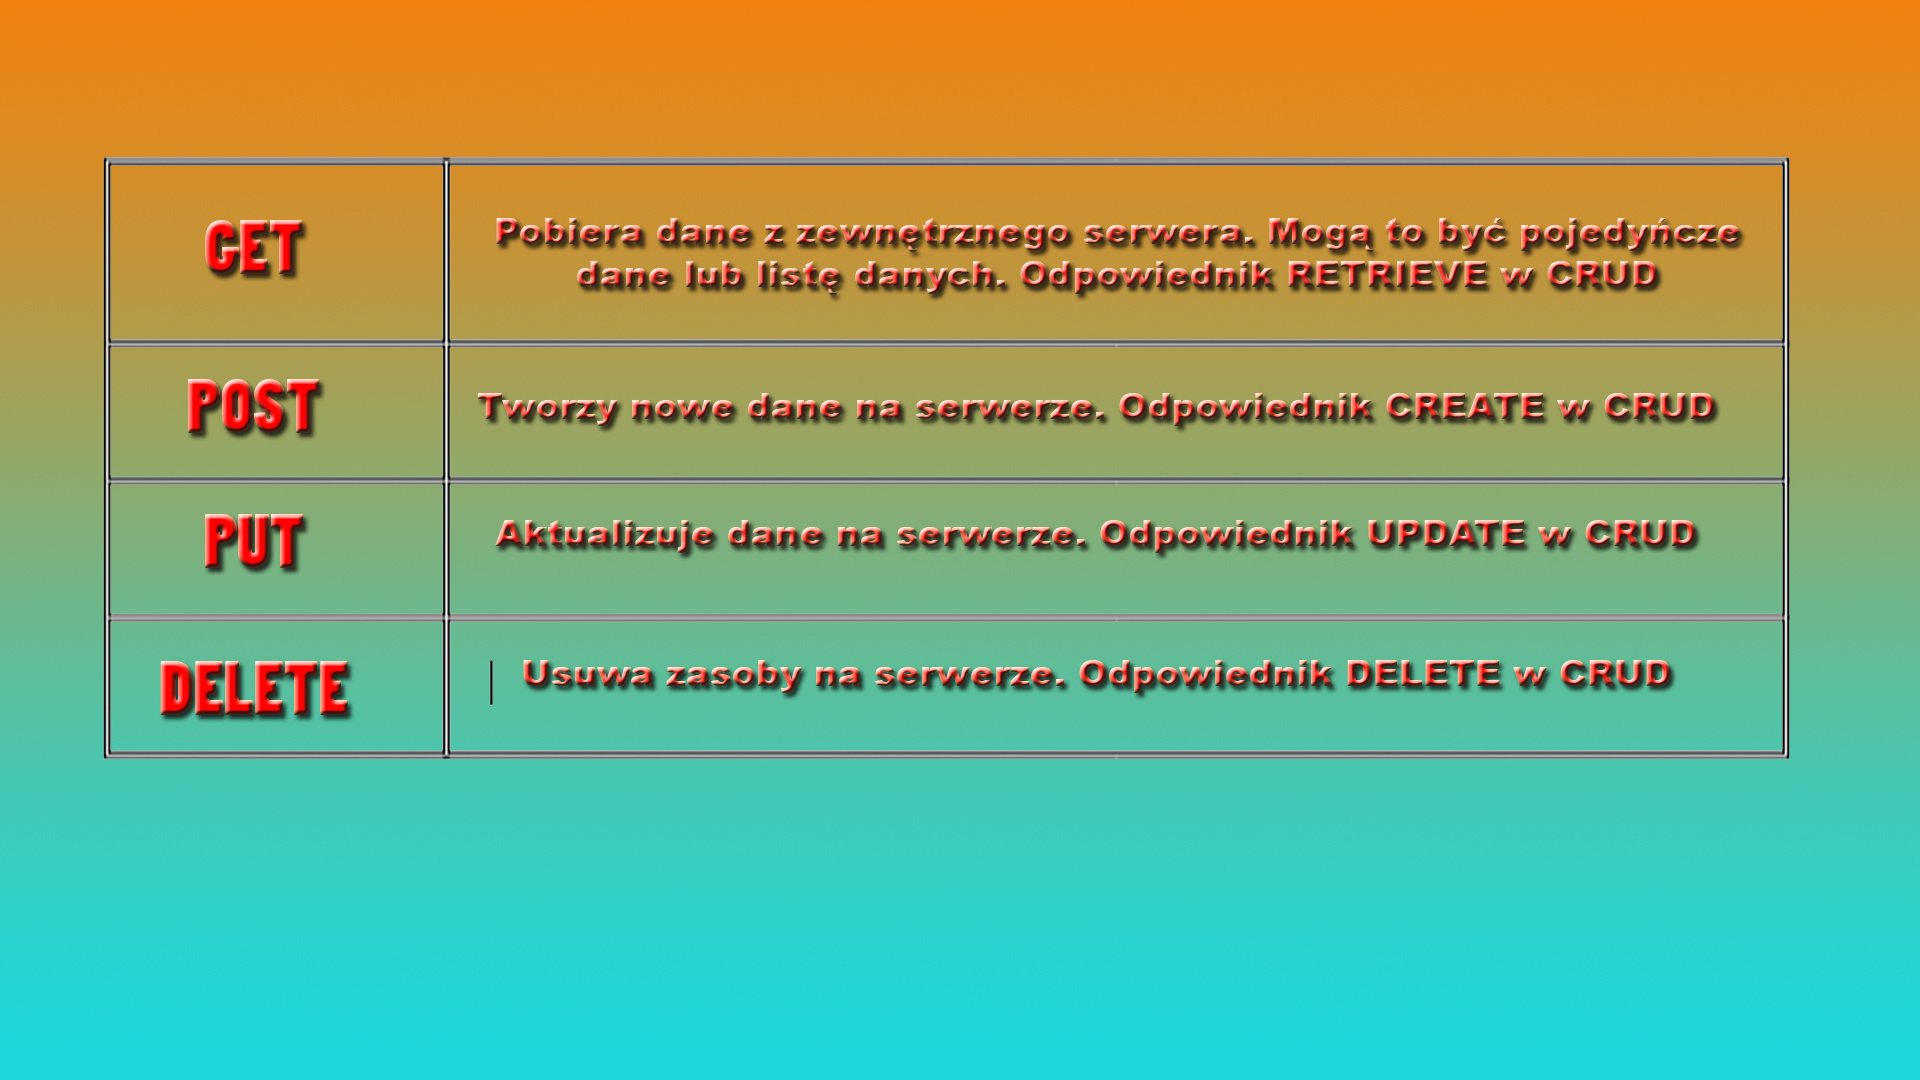 GET
Pobiera dane z zewnętrznego serwera. Mogą to być pojedyńcze
dane lub listę danych. Odpowiednik RETRIEVE w CRUD
POST
Tworzy nowe dane na serwerze. Odpowiednik CREATE w CRUD
PUT
Aktualizuje dane na serwerze. Odpowiednik UPDATE w CRUD
DELETE
Usuwa zasoby na serwerze. Odpowiednik DELETE w CRUD